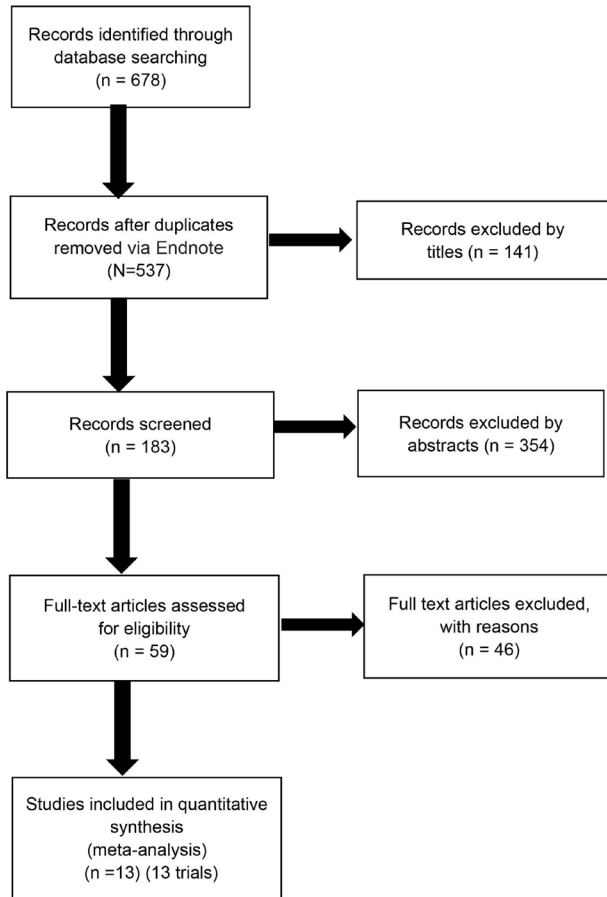 Records identified through
database searching
(n = 678)
Records after duplicates
removed via Endnote
(N=537)
Records excluded by
titles (n = 141)
Records screened
(n = 183)
Records excluded by
abstracts (n = 354)
Full-text articles assessed
for eligibility
(n = 59)
Full text articles excluded,
with reasons
(n = 46)
Studies included in quantitative
synthesis
(meta-analysis)
(n =13) (13 trials)